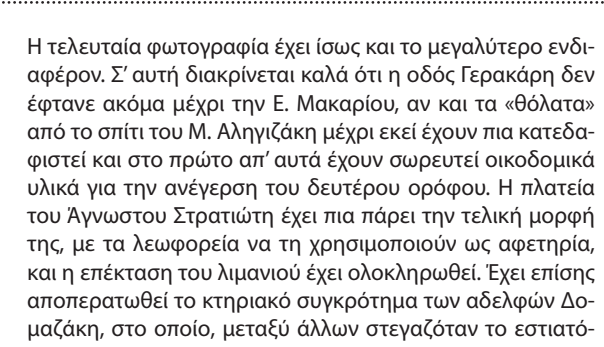 Η τελευταία φωτογραφία έχει ίσως και το μεγαλύτερο ενδι-
αφέρον. Σ’ αυτή διακρίνεται καλά ότι η οδός Γερακάρη δεν
έφτανε ακόμα μέχρι την Ε. Μακαρίου, αν και τα «θόλατα»
από το σπίτι του Μ. Αληγιζάκη μέχρι εκεί έχουν πια κατεδα-
φιστεί και στο πρώτο απ’ αυτά έχουν σωρευτεί οικοδομικά
υλικά για την ανέγερση του δευτέρου ορόφου. Η πλατεία
του Άγνωστου Στρατιώτη έχει πια πάρει την τελική μορφή
της, με τα λεωφορεία να τη χρησιμοποιούν ως αφετηρία,
και η επέκταση του λιμανιού έχει ολοκληρωθεί. Έχει επίσης
αποπερατωθεί το κτηριακό συγκρότημα των αδελφών Δο-
μαζάκη, στο οποίο, μεταξύ άλλων στεγαζόταν το εστιατό-